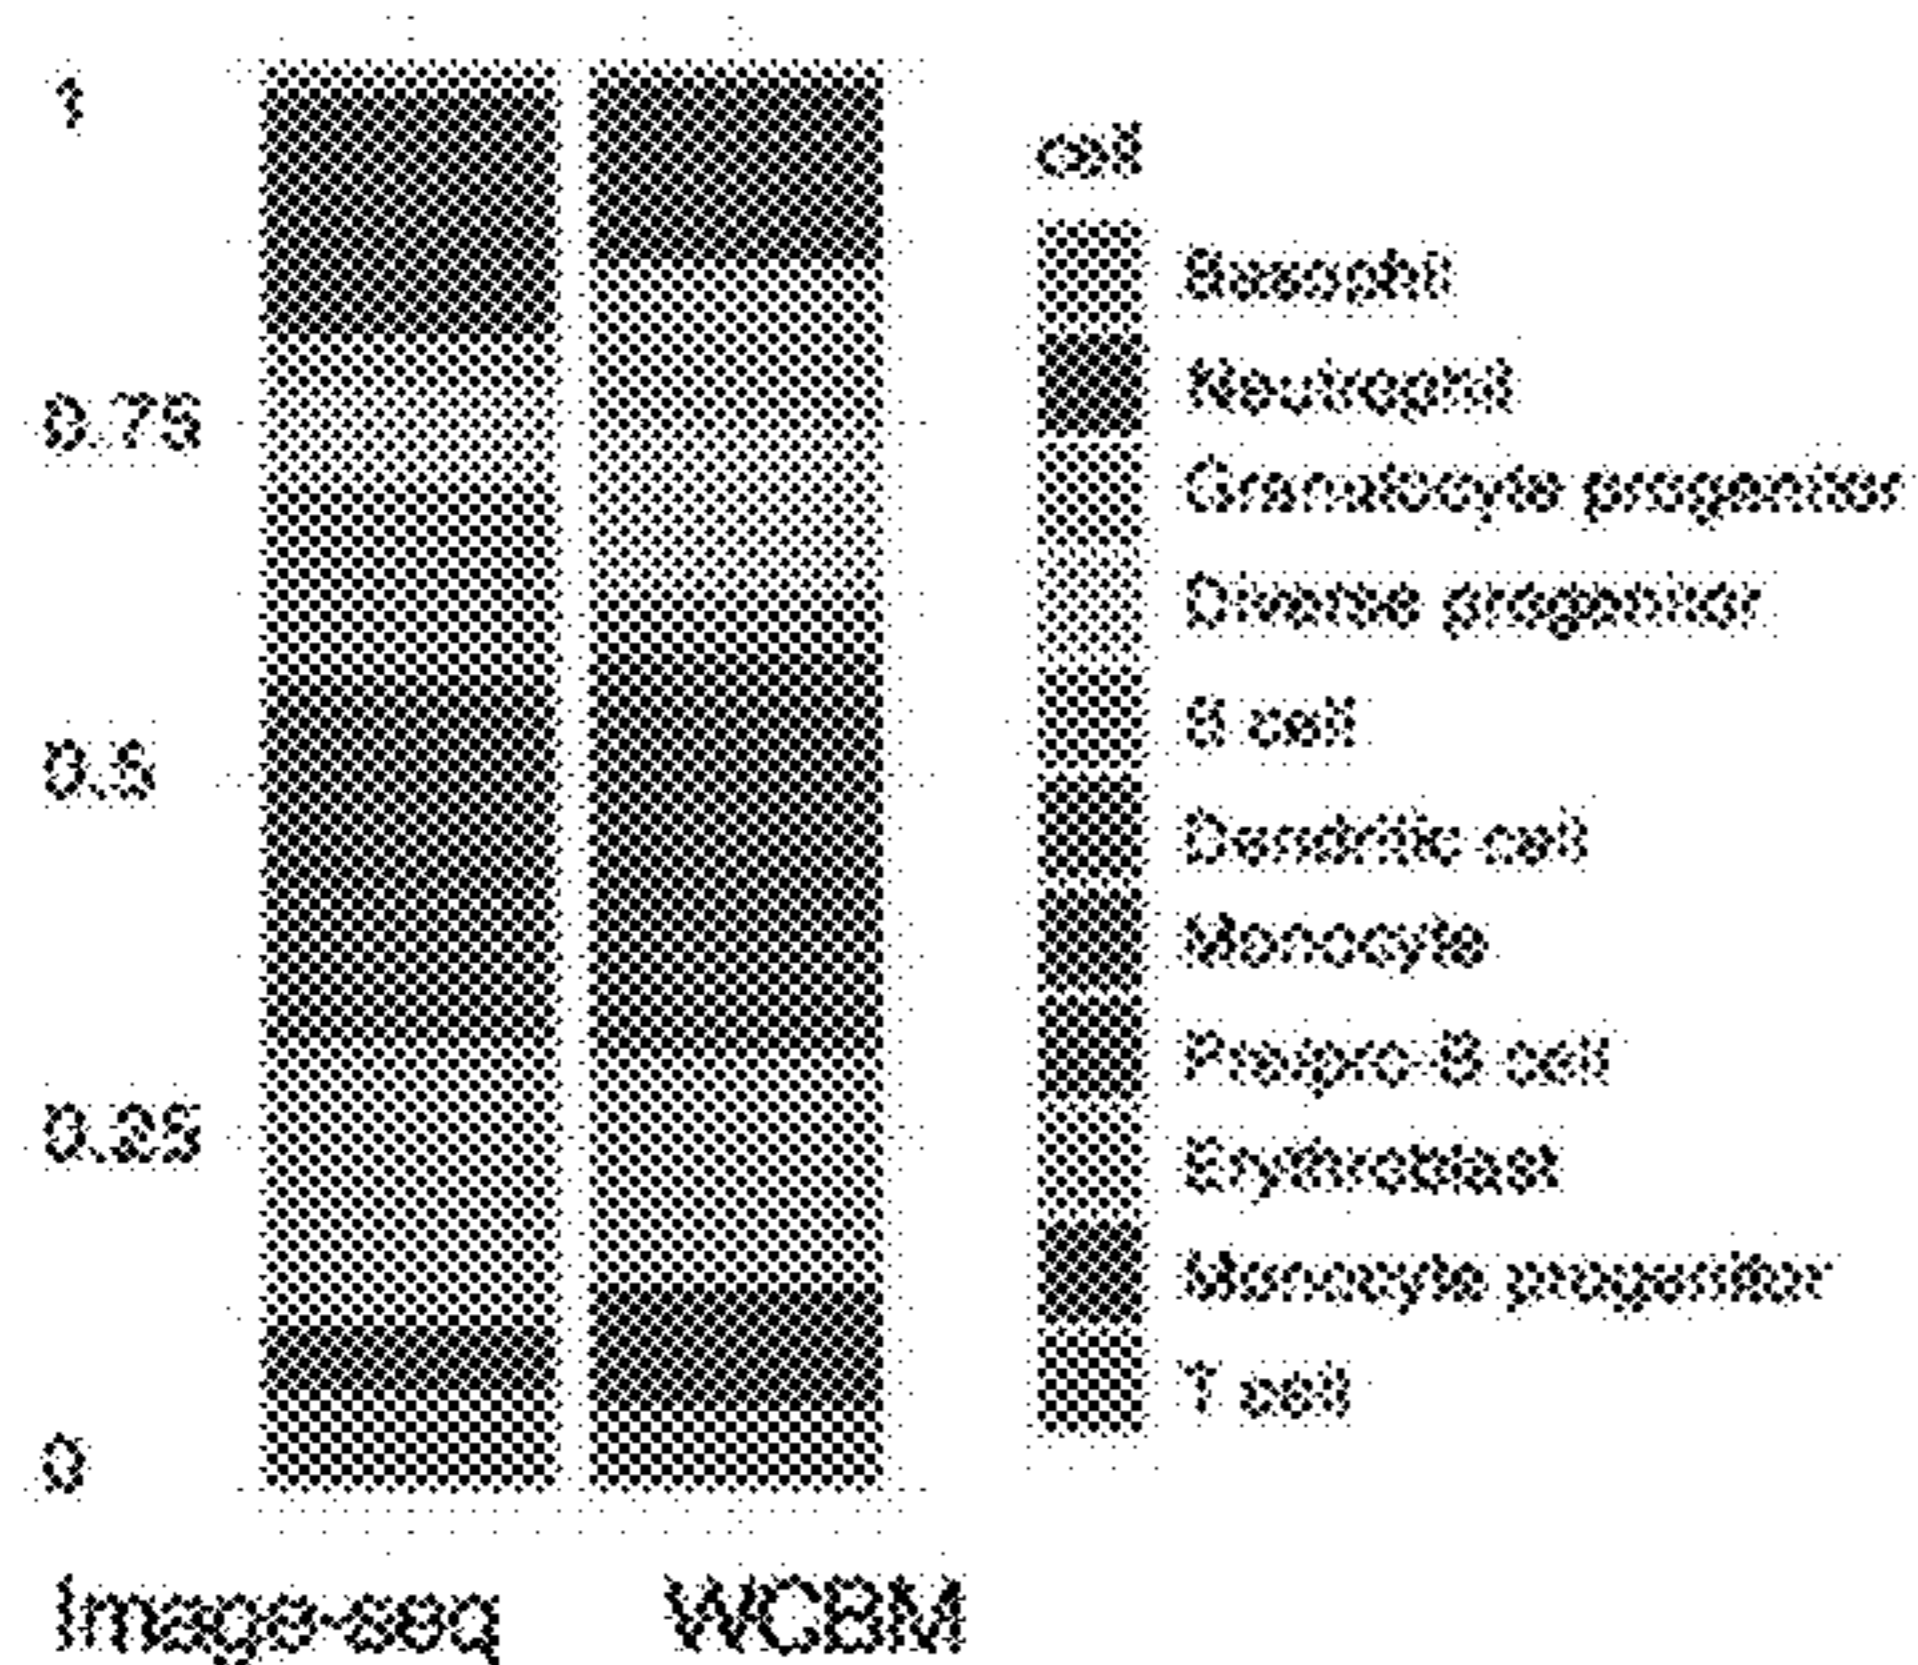 1
0.75
0.5
0.25
0
Image-seq
WCBM
cell
Basophil
Neutrophil
Granulocyte progenitor
Diverse progenitor
B cell
Dendritic cell
Monocyte
Pre/pro-B cell
Erythroblast
Monocyte progenitor
T cell